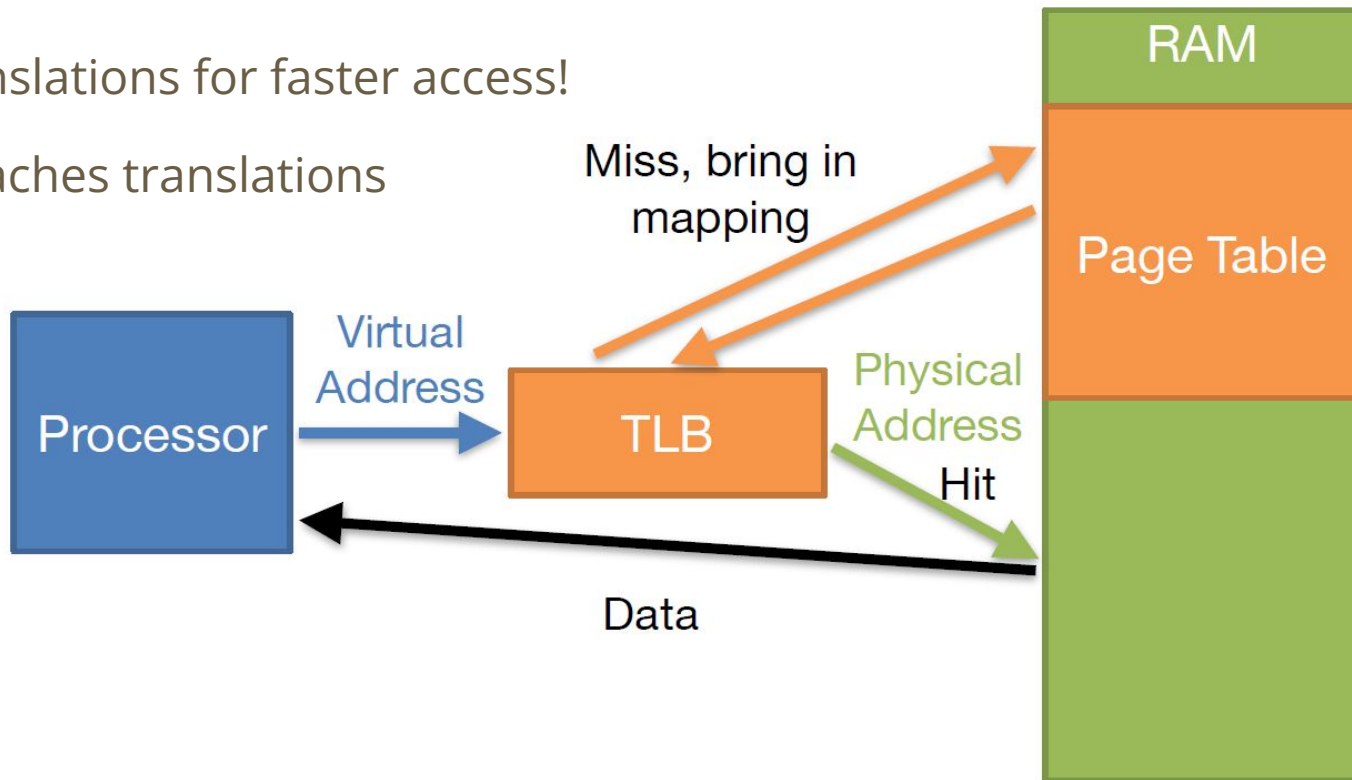 nslations for faster access!
aches translations
RAM
Miss, bring in
mapping
Page Table
Virtual
Address
Processor
TLB
Physical
Address
Hit
Data